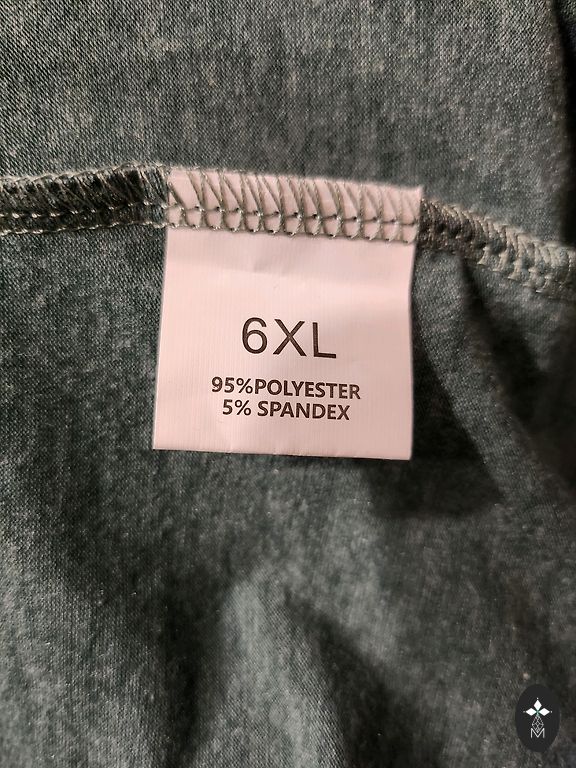 6XL
95%POLYESTER
5% SPANDEX
M